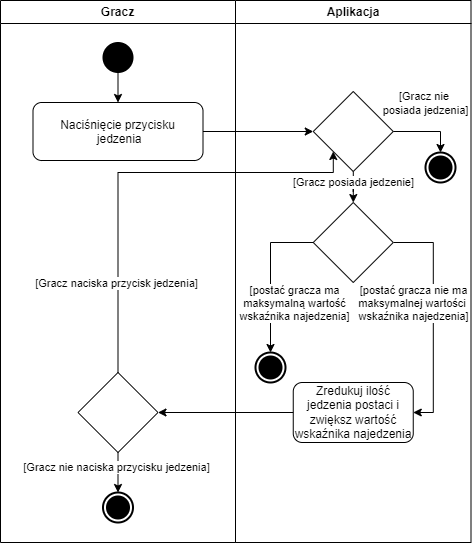 Gracz
Aplikacja
Naciśnięcie przycisku
jedzenia
[Gracz nie
posiada jedzenia]
[Gracz posiada jedzenie]
[Gracz naciska przycisk jedzenia]
[postać gracza ma
maksymalną wartość
wskaźnika najedzenia]
[postać gracza nie ma
maksymalnej wartości
wskaźnika najedzenia]
Zredukuj ilość
jedzenia postaci i
zwiększ wartość
wskaźnika najedzenia
[Gracz nie naciska przycisku jedzenia]